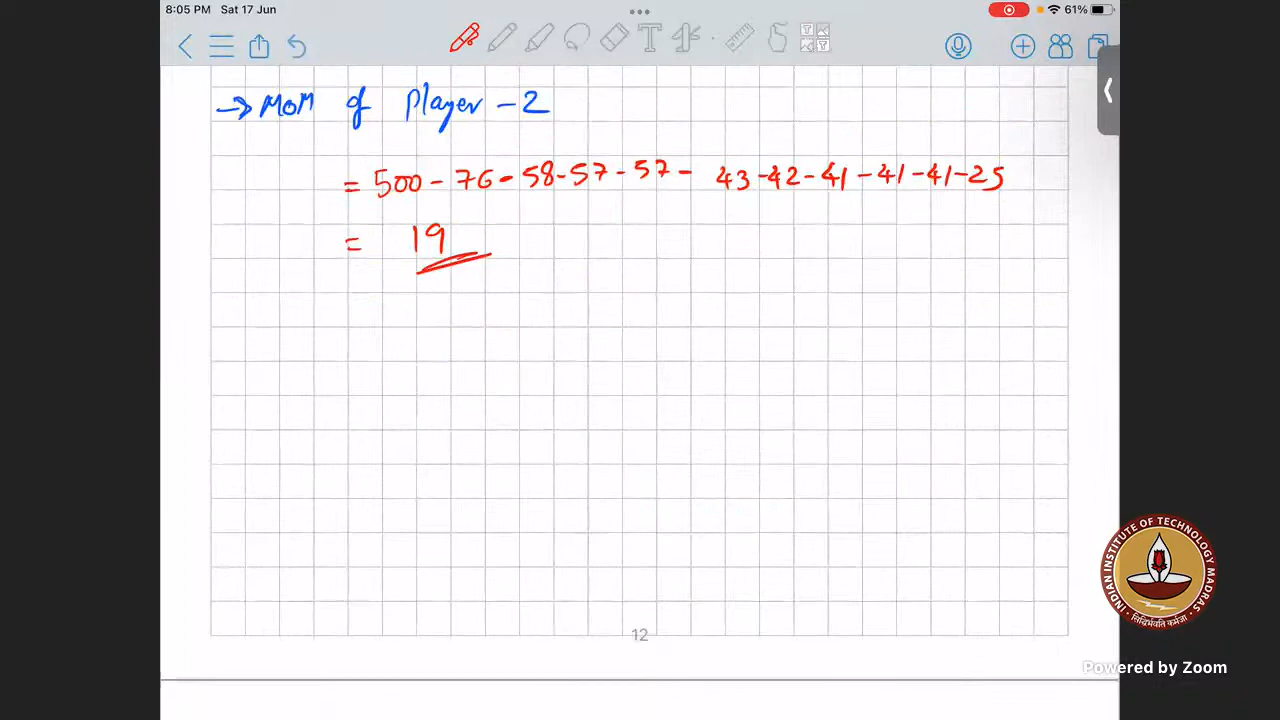 8:05 PM Sat 17 Jun
61%
→ MOM of Player - 2
= 500 - 76 - 58 - 57 - 57 - 43 - 42 - 41 - 41 - 41 - 25
= 19
12
INDIAN INSTITUTE OF TECHNOLOGY MADRAS
सिद्धिर्भवति कर्मजा
Powered by Zoom